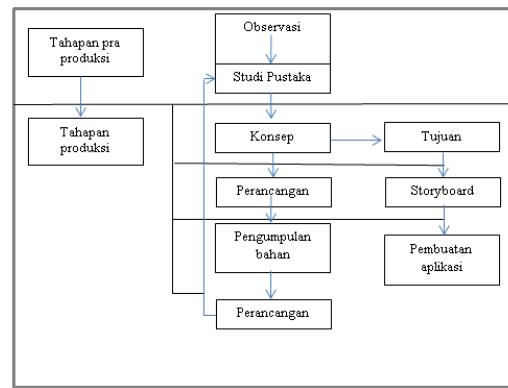 Tahapan pra
produksi
Observasi
Studi Pustaka
Tahapan
produksi
Konsep
Tujuan
Perancangan
Storyboard
Pengumpulan
bahan
Pembuatan
aplikasi
Perancangan